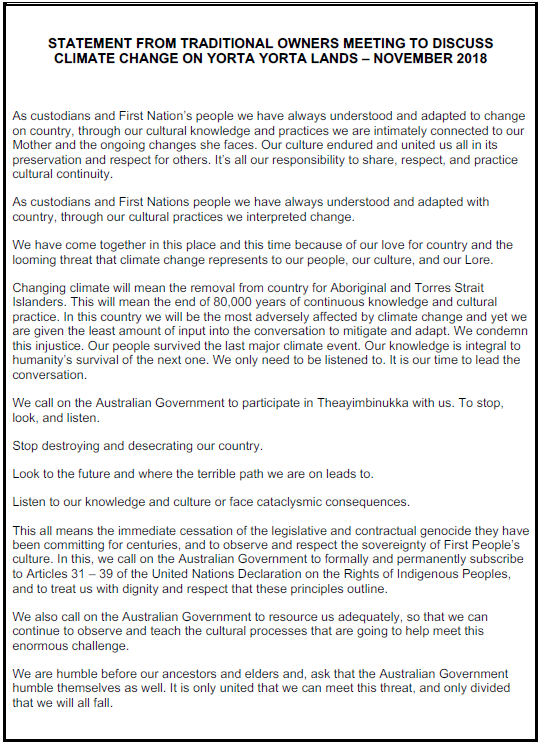 STATEMENT FROM TRADITIONAL OWNERS MEETING TO DISCUSS
CLIMATE CHANGE ON YORTA YORTA LANDS – NOVEMBER 2018
As custodians and First Nation's people we have always understood and adapted to change
on country, through our cultural knowledge and practices we are intimately connected to our
Mother and the ongoing changes she faces. Our culture endured and united us all in its
preservation and respect for others. It's all our responsibility to share, respect, and practice
cultural continuity.
As custodians and First Nations people we have always understood and adapted with
country, through our cultural practices we interpreted change.
We have come together in this place and this time because of our love for country and the
looming threat that climate change represents to our people, our culture, and our Lore.
Changing climate will mean the removal from country for Aboriginal and Torres Strait
Islanders. This will mean the end of 80,000 years of continuous knowledge and cultural
practice. In this country we will be the most adversely affected by climate change and yet we
are given the least amount of input into the conversation to mitigate and adapt. We condemn
this injustice. Our people survived the last major climate event. Our knowledge is integral to
humanity's survival of the next one. We only need to be listened to. It is our time to lead the
conversation.
We call on the Australian Government to participate in Theayimbinukka with us. To stop,
look, and listen.
Stop destroying and desecrating our country.
Look to the future and where the terrible path we are on leads to.
Listen to our knowledge and culture or face cataclysmic consequences.
This all means the immediate cessation of the legislative and contractual genocide they have
been committing for centuries, and to observe and respect the sovereignty of First People's
culture. In this, we call on the Australian Government to formally and permanently subscribe
to Articles 31 – 39 of the United Nations Declaration on the Rights of Indigenous Peoples,
and to treat us with dignity and respect that these principles outline.
We also call on the Australian Government to resource us adequately, so that we can
continue to observe and teach the cultural processes that are going to help meet this
enormous challenge.
We are humble before our ancestors and elders and, ask that the Australian Government
humble themselves as well. It is only united that we can meet this threat, and only divided
that we will all fall.